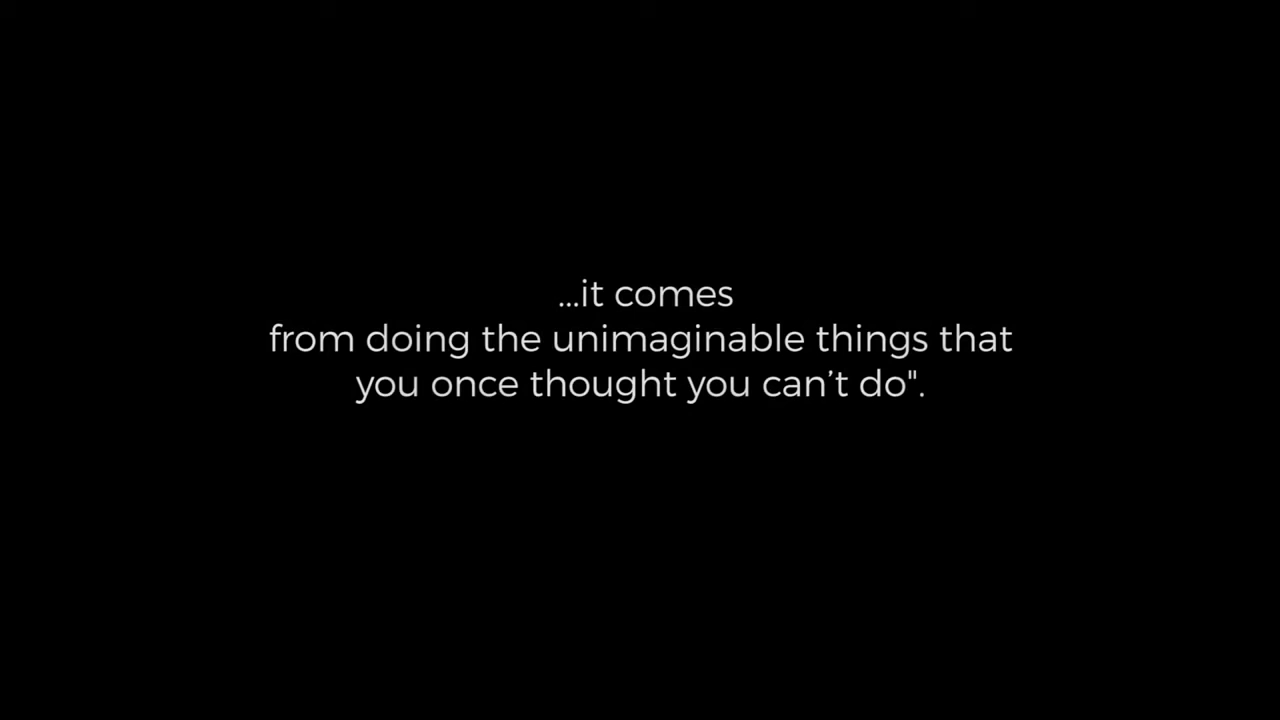 ...it comes
from doing the unimaginable things that
you once thought you can’t do".